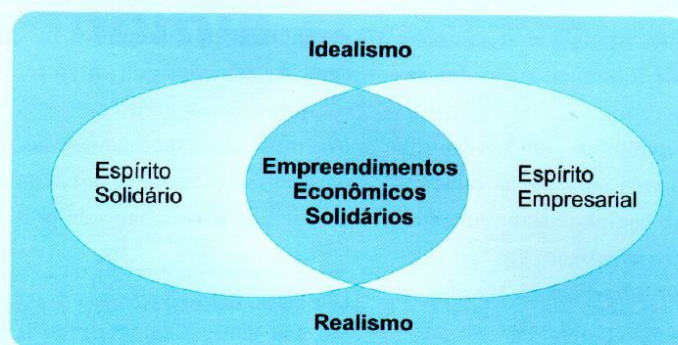 Idealismo
Espírito
Solidário
Empreendimentos
Econômicos
Solidários
Espírito
Empresarial
Realismo